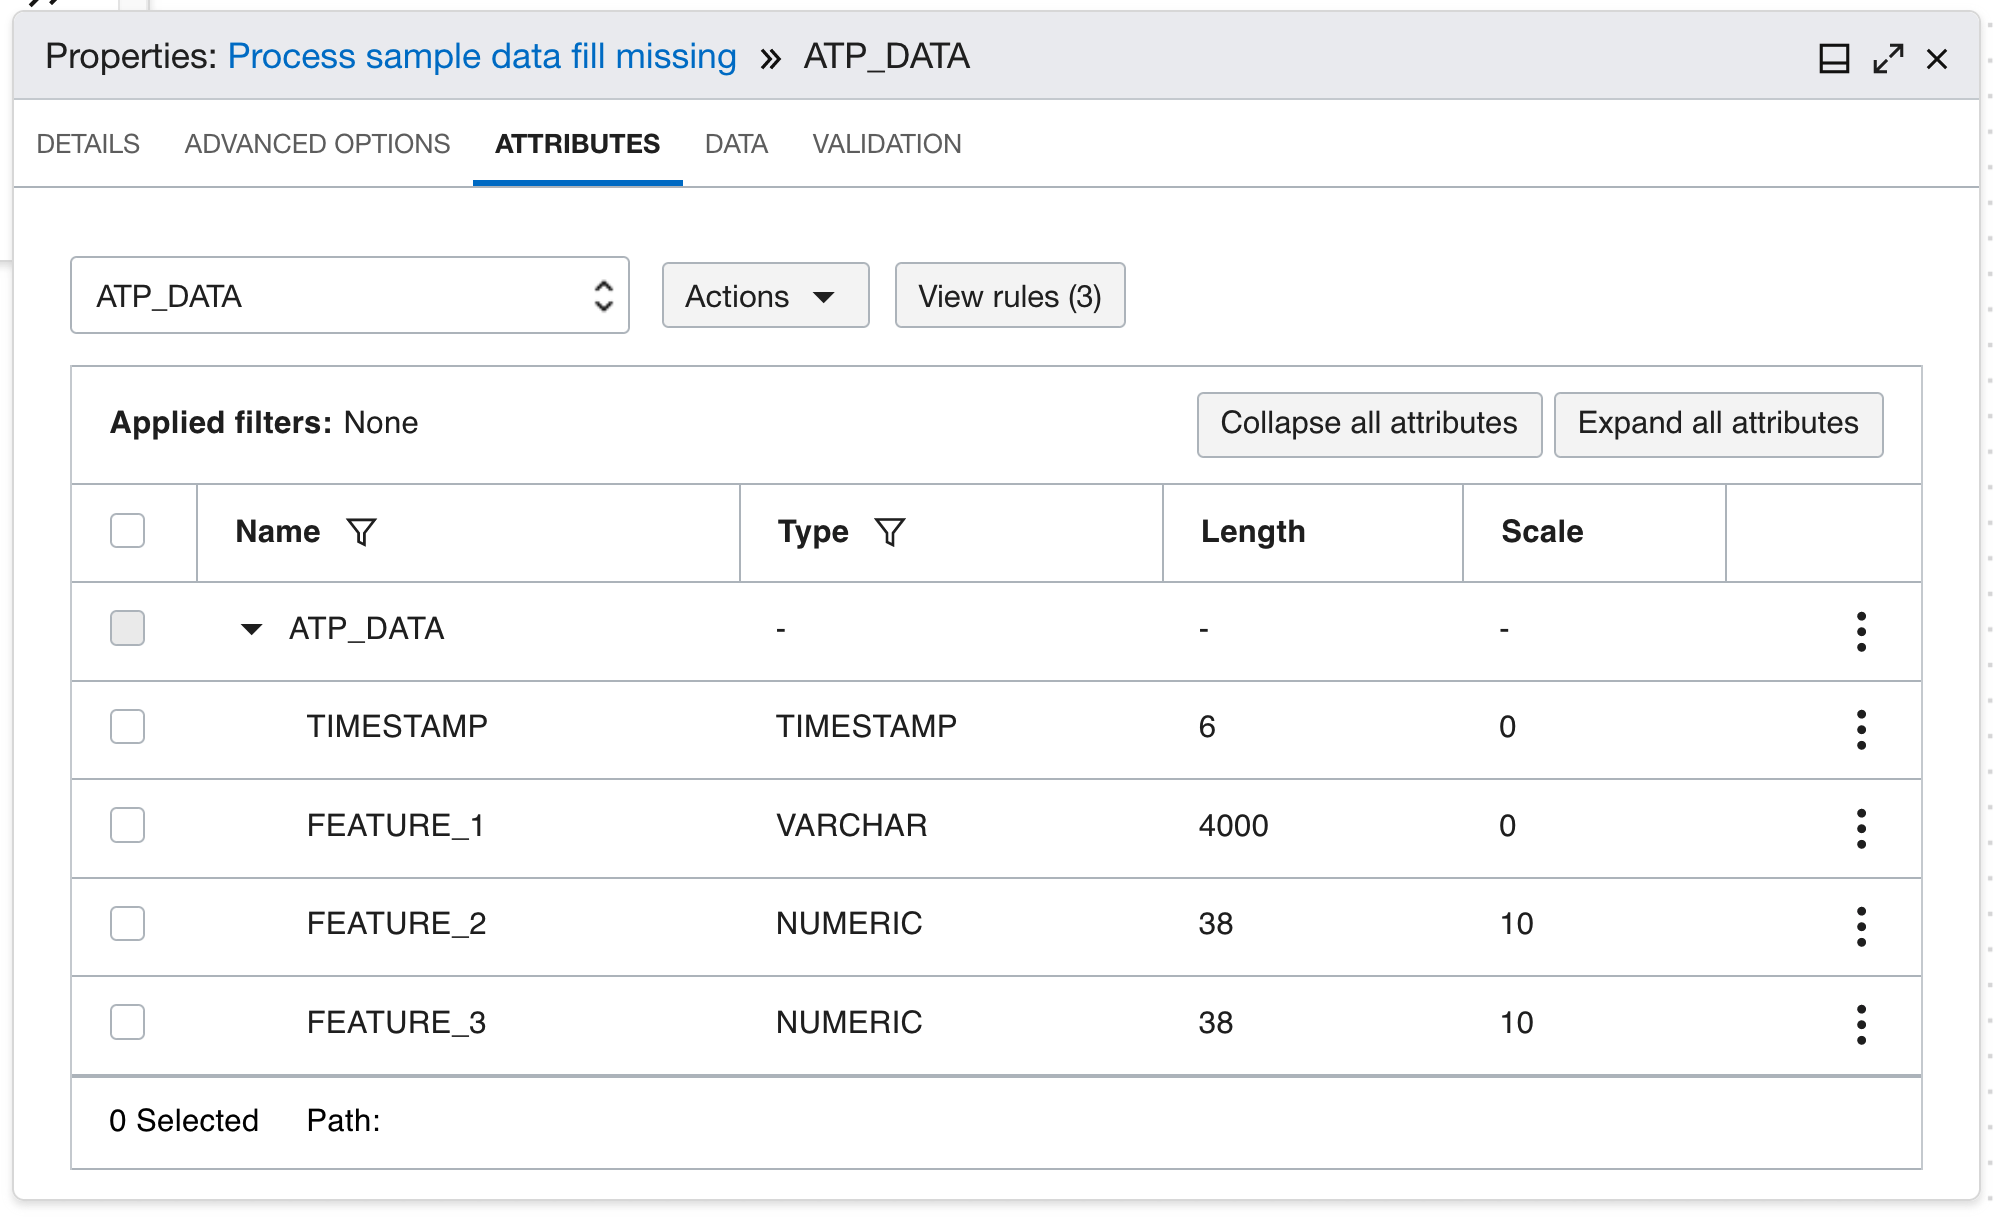 Properties: Process sample data fill missing » ATP_DATA
DETAILS ADVANCED OPTIONS ATTRIBUTES DATA VALIDATION
ATP_DATA Actions View rules (3)
Applied filters: None Collapse all attributes Expand all attributes
Name Type Length Scale
ATP_DATA - - -
TIMESTAMP TIMESTAMP 6 0
FEATURE_1 VARCHAR 4000 0
FEATURE_2 NUMERIC 38 10
FEATURE_3 NUMERIC 38 10
0 Selected Path: